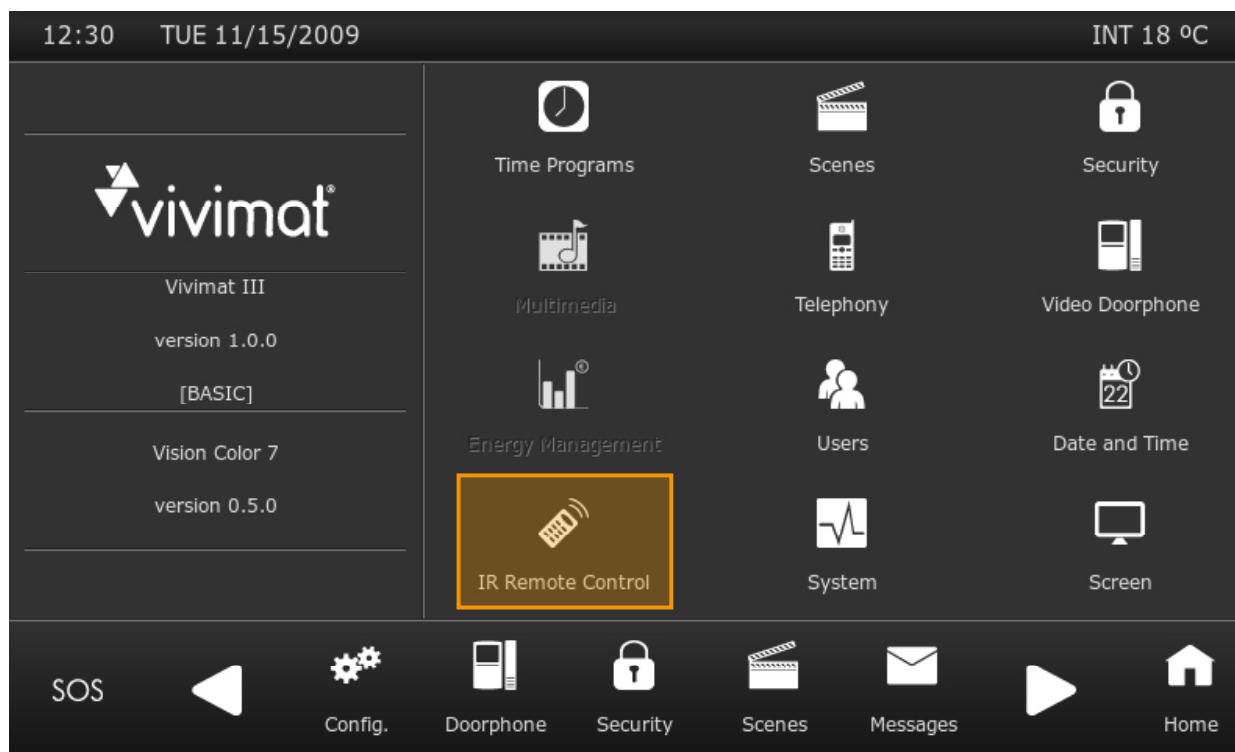 12:30 TUE 11/15/2009 INT 18 ºC
vivimat®
Vivimat III
version 1.0.0
[BASIC]
Vision Color 7
version 0.5.0
Time Programs
Scenes
Security
Multimedia
Telephony
Video Doorphone
€
Energy Management
Users
22
Date and Time
IR Remote Control
System
Screen
SOS
Config.
Doorphone
Security
Scenes
Messages
Home